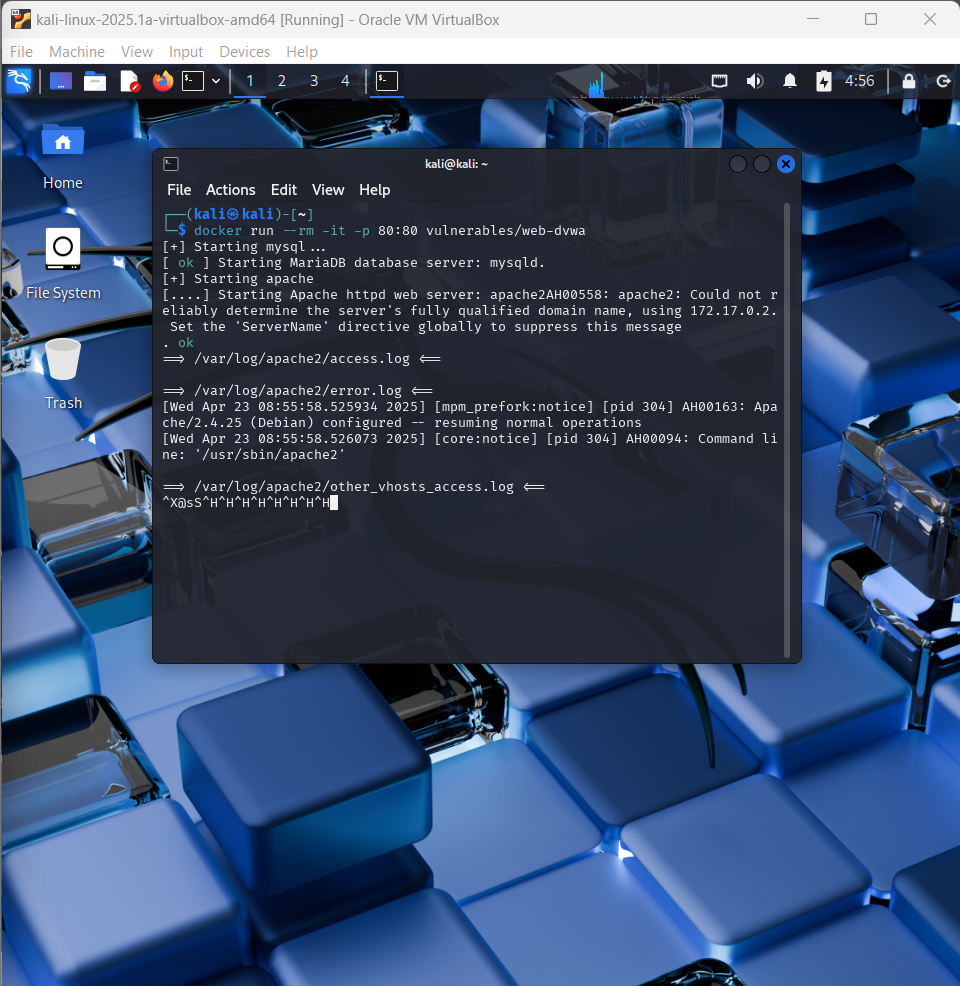 kali-linux-2025.1a-virtualbox-amd64 [Running] - Oracle VM VirtualBox
File Machine View Input Devices Help
1 2 3 4 4:56
Home
File System
Trash
kali@kali: ~
File Actions Edit View Help
┌──(kali㉿kali)-[~]
└─$ docker run --rm -it -p 80:80 vulnerables/web-dvwa
[+] Starting mysql...
[ ok ] Starting MariaDB database server: mysqld.
[+] Starting apache
[....] Starting Apache httpd web server: apache2AH00558: apache2: Could not r
eliably determine the server's fully qualified domain name, using 172.17.0.2.
Set the 'ServerName' directive globally to suppress this message
. ok
==> /var/log/apache2/access.log <==
==> /var/log/apache2/error.log <==
[Wed Apr 23 08:55:58.525934 2025] [mpm_prefork:notice] [pid 304] AH00163: Apa
che/2.4.25 (Debian) configured -- resuming normal operations
[Wed Apr 23 08:55:58.526073 2025] [core:notice] [pid 304] AH00094: Command li
ne: '/usr/sbin/apache2'
==> /var/log/apache2/other_vhosts_access.log <==
^X@sS^H^H^H^H^H^H^H^H